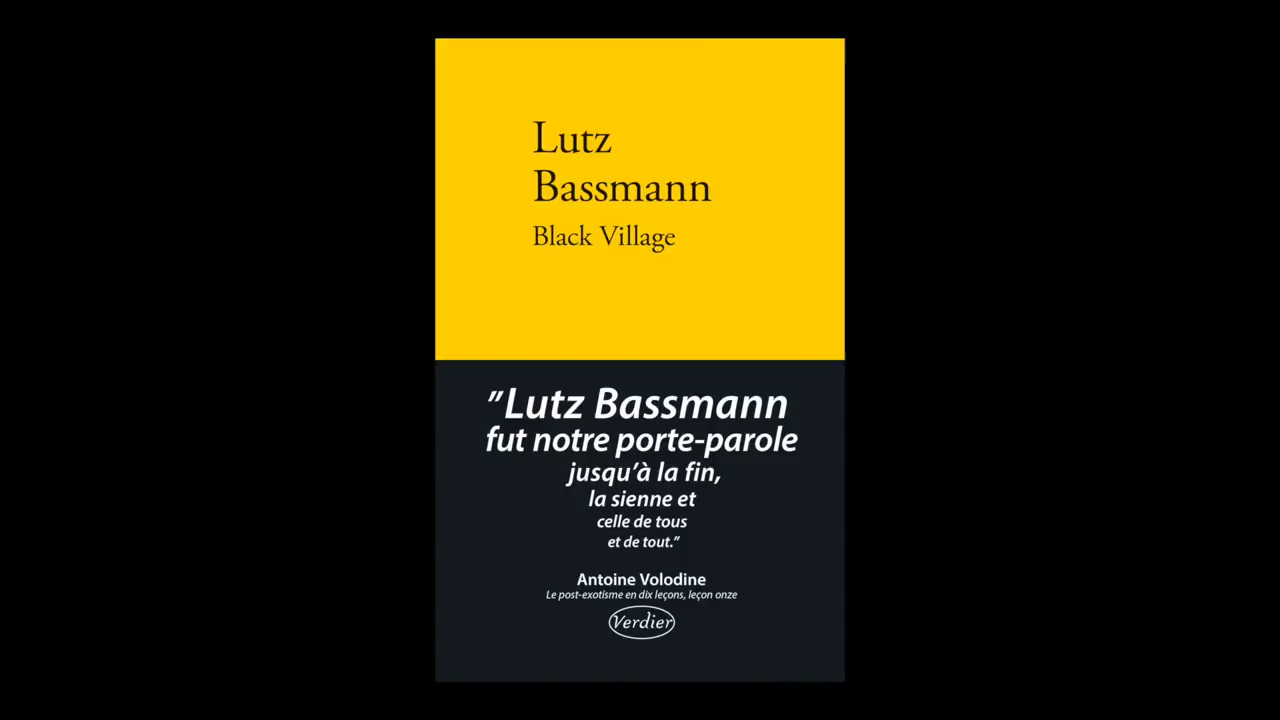 Lutz
Bassmann
Black Village
"Lutz Bassmann
fut notre porte-parole
jusqu'à la fin,
la sienne et
celle de tous
et de tout."
Antoine Volodine
Le post-exotisme en dix leçons, leçon onze
Verdier